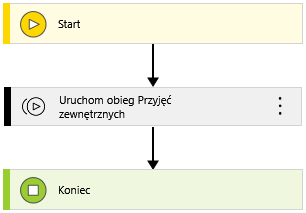 Start
Uruchom obieg Przyjęć
zewnętrznych
Koniec